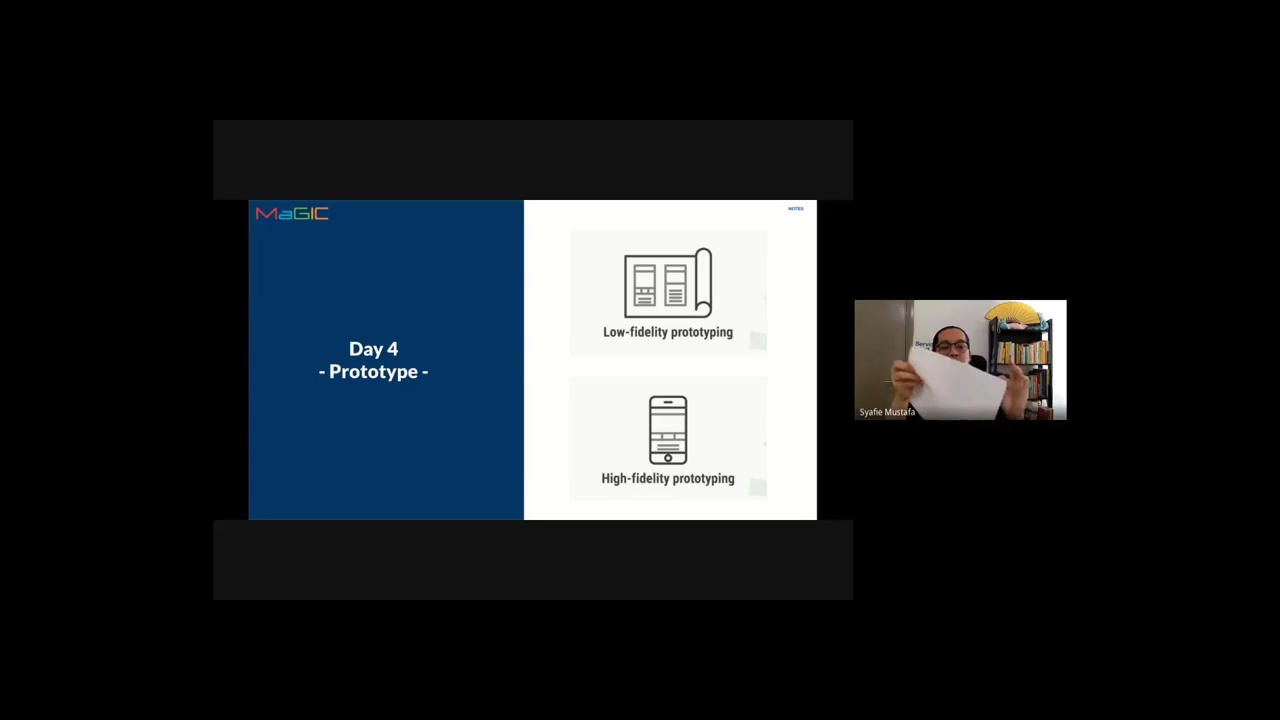 MaGIC
NOTES
Day 4
- Prototype -
Low-fidelity prototyping
High-fidelity prototyping
Syafie Mustafa